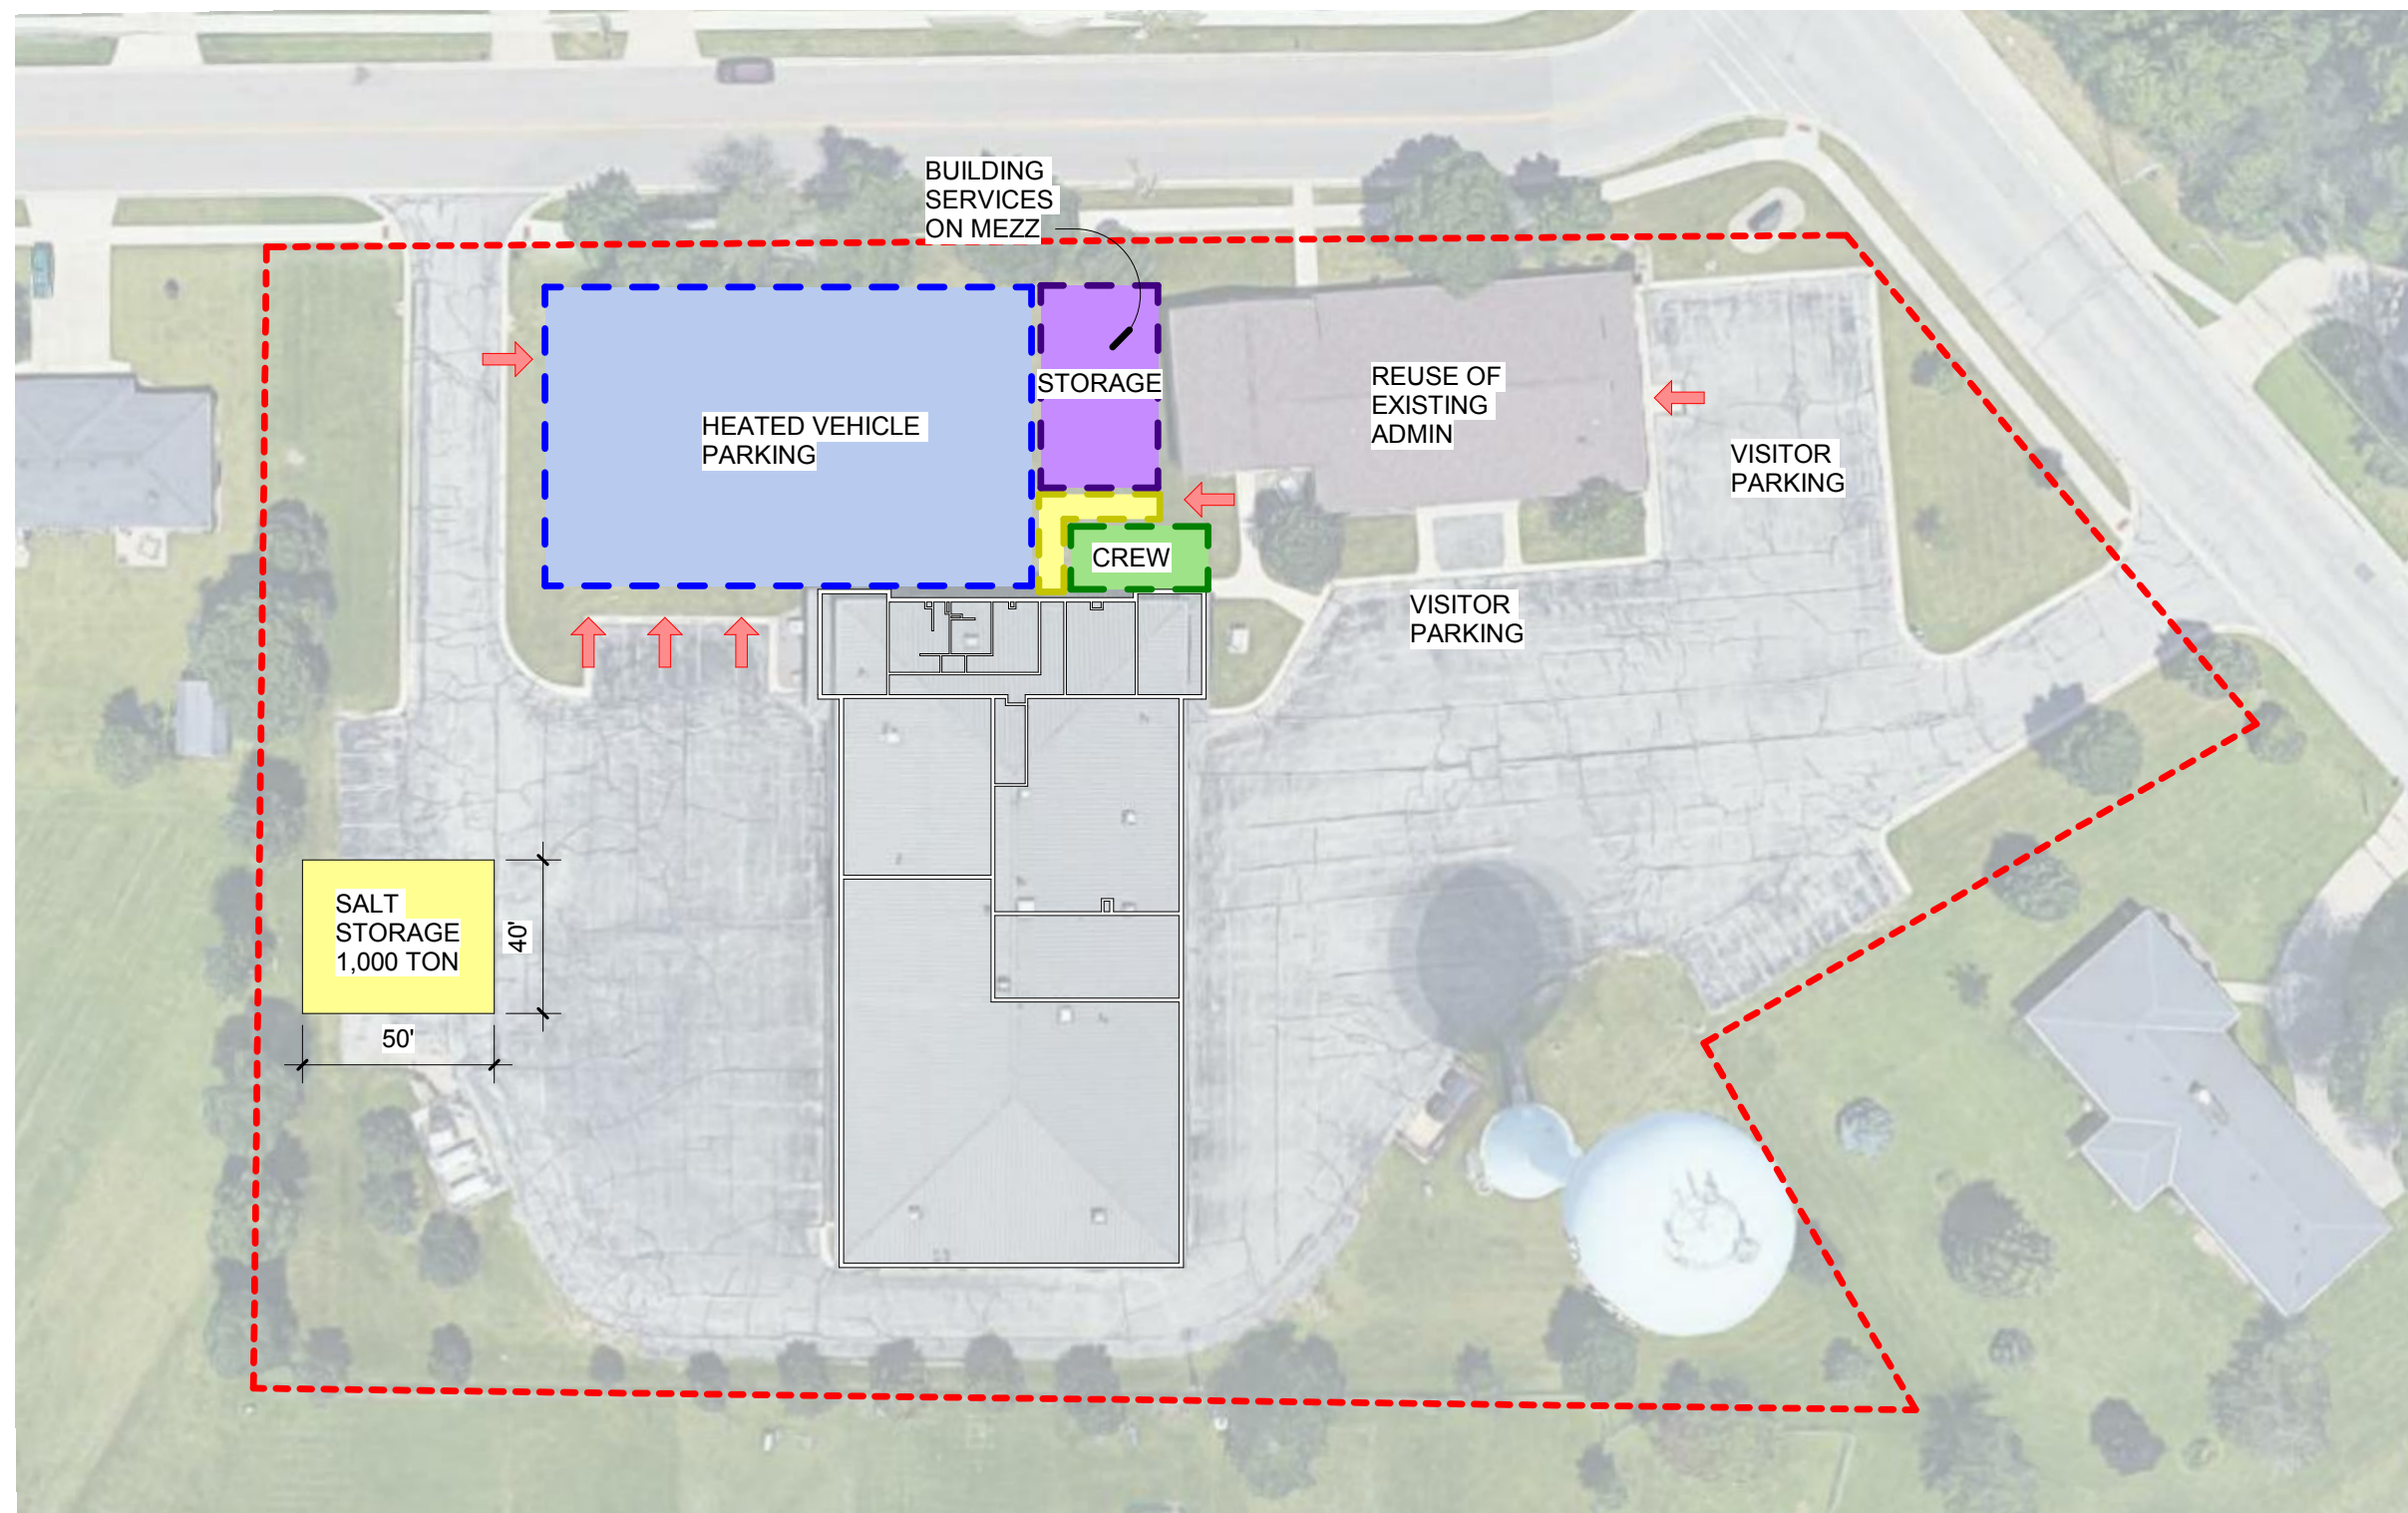 BUILDING
SERVICES
ON MEZZ
STORAGE
HEATED VEHICLE
PARKING
REUSE OF
EXISTING
ADMIN
VISITOR
PARKING
CREW
VISITOR
PARKING
SALT
STORAGE
1,000 TON
40'
50'